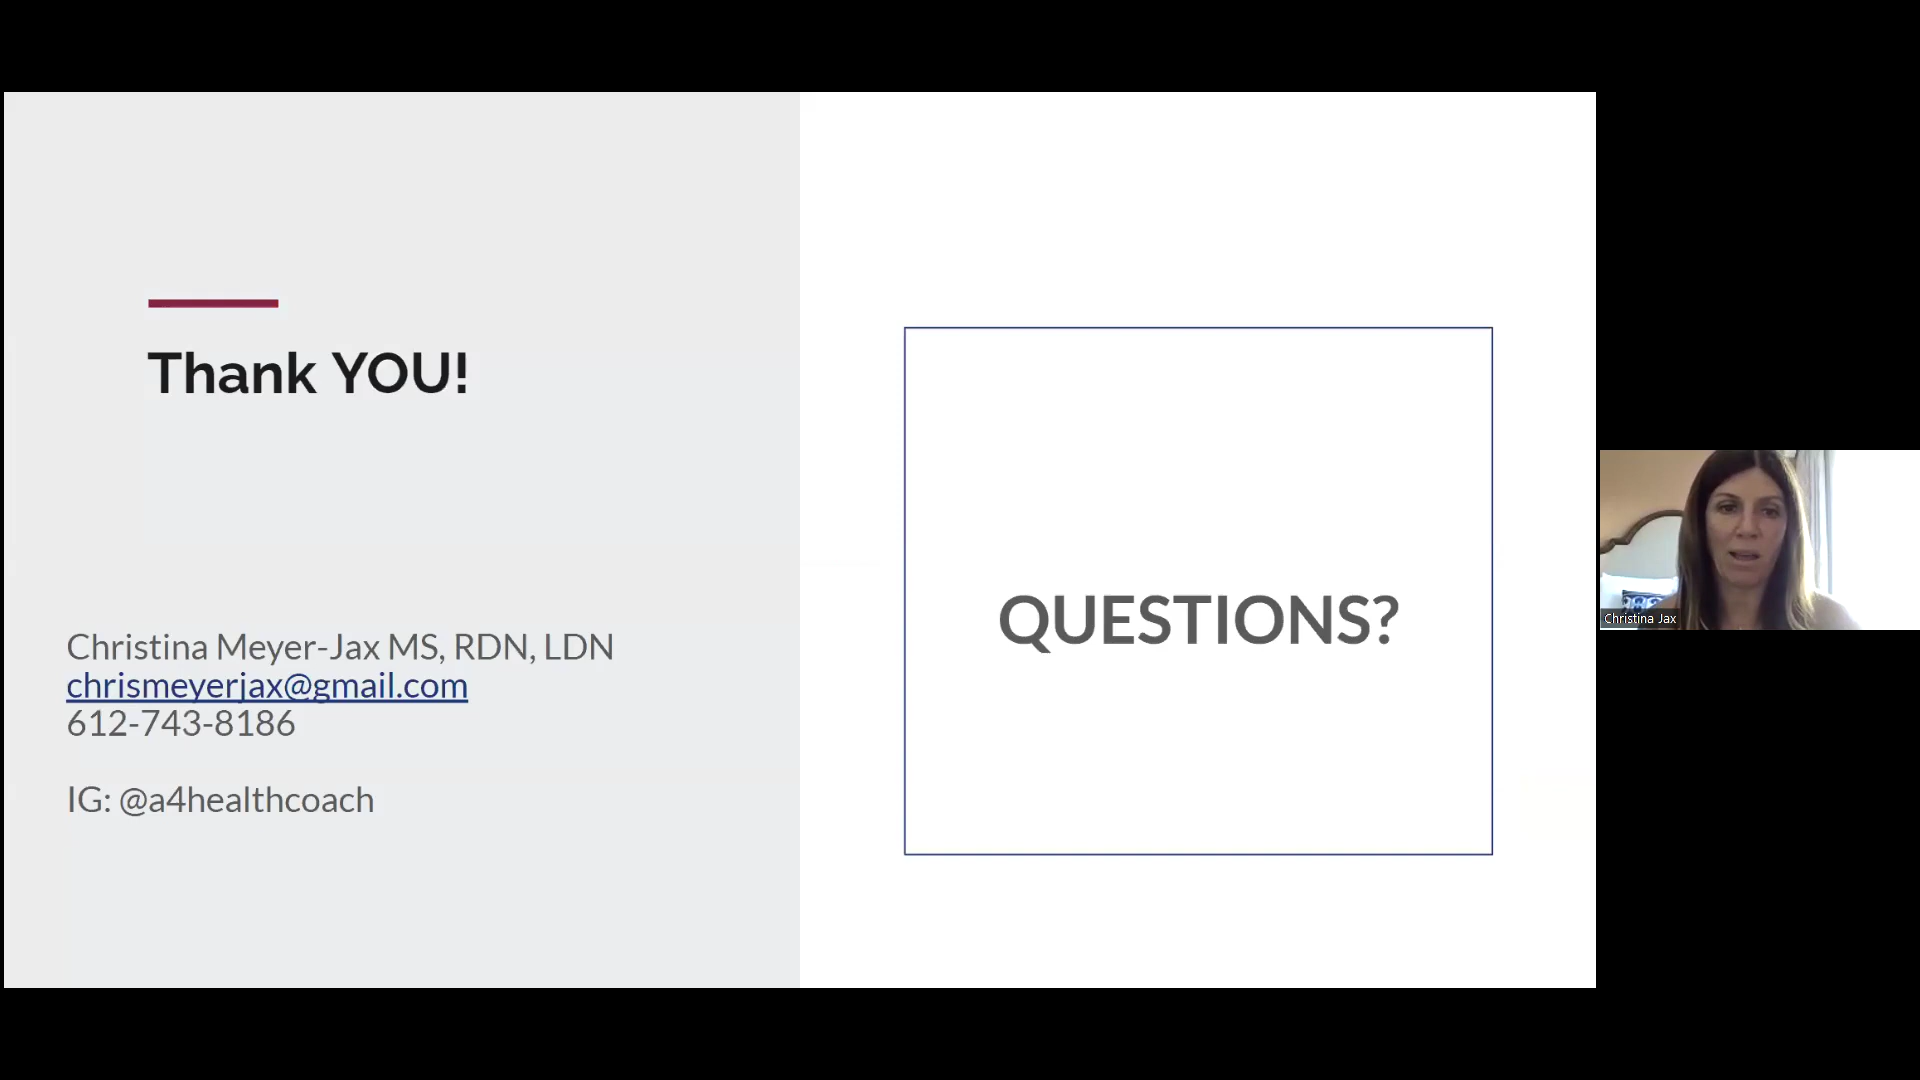 Thank YOU!
Christina Meyer-Jax MS, RDN, LDN
chrismeyerjax@gmail.com
612-743-8186
IG: @a4healthcoach
QUESTIONS?
Christina Jax